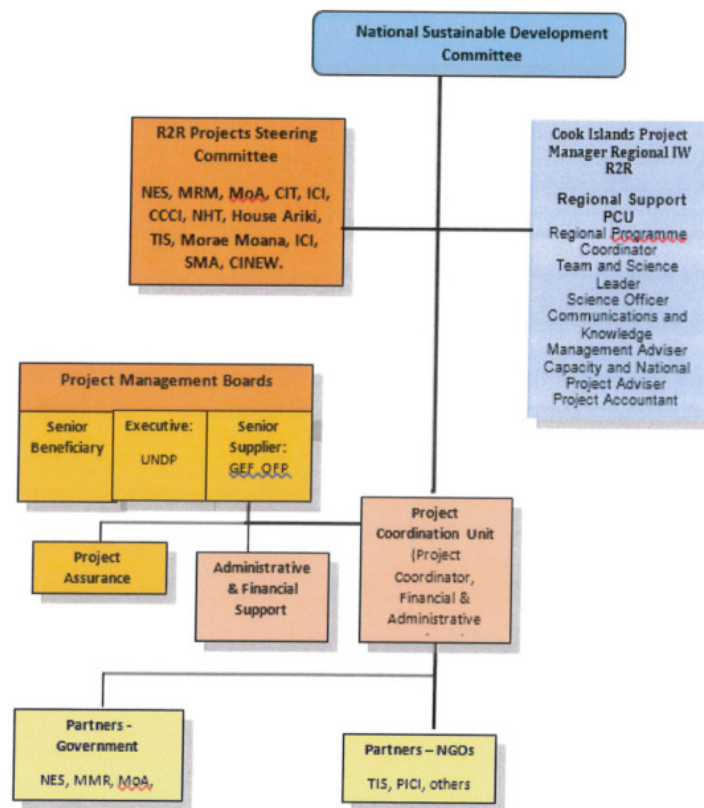 National Sustainable Development
Committee
R2R Projects Steering
Committee
NES, MRM, MoA, CIT, ICI,
CCCI, NHT, House Ariki,
TIS, Morae Moana, ICI,
SMA, CINEW.
Cook Islands Project
Manager Regional IW
R2R
Regional Support
PCU
Regional Programme
Coordinator
Team and Science
Leader
Science Officer
Communications and
Knowledge
Management Adviser
Capacity and National
Project Adviser
Project Accountant
Project Management Boards
Senior
Beneficiary
Executive:
UNDP
Senior
Supplier:
GEF OFP
Project
Assurance
Administrative
& Financial
Support
Project
Coordination Unit
(Project
Coordinator,
Financial &
Administrative
Partners -
Government
NES, MMR, MoA,
Partners – NGOs
TIS, PICI, others